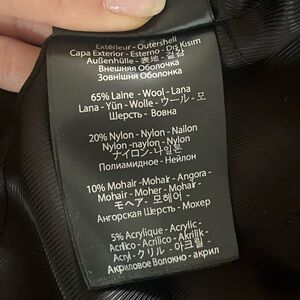 Extérieur - Outershell
Capa Exterior - Esterno - Dış Kısım
Außenhülle - 表地 - 겉감
Внешняя Оболочка
Зовнішня Оболонка
65% Laine - Wool - Lana
Lana - Yün - Wolle - ウール - 모
Шерсть - Вовна
20% Nylon - Nylon - Nailon
Nylon - naylon - Nylon
ナイロン - 나일론
Полиамидное - Нейлон
10% Mohair - Mohair - Angora -
Mohair - Moher - Mohair -
モヘア - 모헤어 -
Ангорская Шерсть - Мохер
5% Acrylique - Acrylic -
Acrílico - Acrilico - Akrilik -
Acryl - クリル - 아크릴 -
Акриловое Волокно - акрил